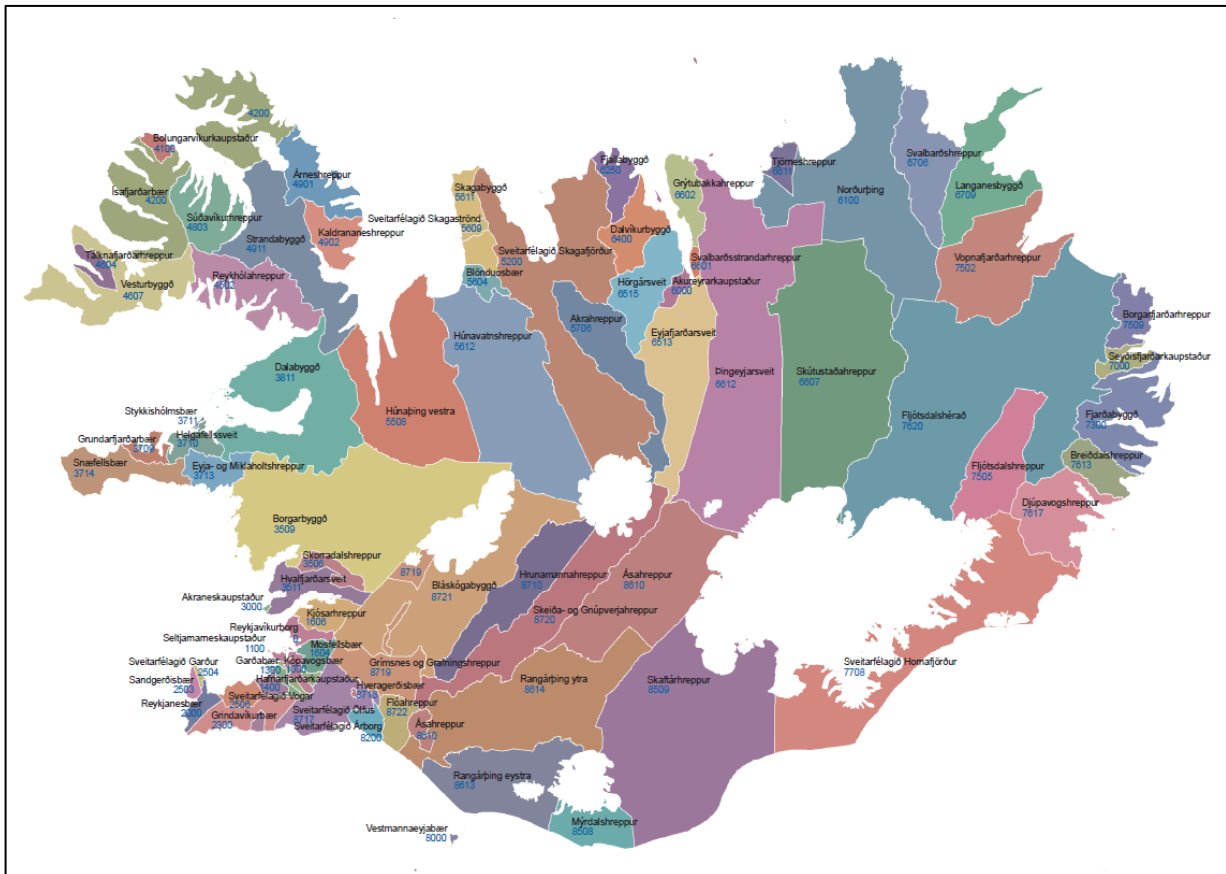 4200
Bolungarvíkurkaupstaður
4100
Ísafjarðarbær
4200
Súðavíkurhreppur
4803
Árneshreppur
4901
Kaldrananeshreppur
4902
Strandabyggð
4911
Tálknafjarðarhreppur
4604
Vesturbyggð
4607
Reykhólahreppur
4502
Skagabyggð
5611
Sveitarfélagið Skagaströnd
5609
Sveitarfélagið Skagafjörður
5200
Blönduosbær
5604
Fjallabyggð
6250
Dalvíkurbyggð
6400
Hörgársveit
6515
Grýtubakkahreppur
6602
Svalbarðsstrandarhreppur
6601
Akureyrarkaupstaður
6000
Tjörneshreppur
6611
Norðurþing
6100
Svalbarðshreppur
6706
Langanesbyggð
6709
Vopnafjarðarhreppur
7502
Borgarfjarðarhreppur
7509
Seyðisfjarðarkaupstaður
7000
Fjarðabyggð
7300
Breiðdalshreppur
7613
Djúpavogshreppur
7617
Fljótsdalshreppur
7505
Fljótsdalshérað
7620
Skútustaðahreppur
6607
Þingeyjarsveit
6612
Eyjafjarðarsveit
6513
Akrahreppur
5706
Húnavatnshreppur
5612
Húnaþing vestra
5508
Dalabyggð
3811
Stykkishólmsbær
3711
Helgafellssveit
3710
Grundarfjarðarbær
3709
Snæfellsbær
3714
Eyja- og Miklaholtshreppur
3713
Borgarbyggð
3509
Skorradalshreppur
3506
Hvalfjarðarsveit
3511
Akraneskaupstaður
3000
Kjósarhreppur
1606
Reykjavíkurborg
0
Seltjarnarneskaupstaður
1100
Mosfellsbær
1604
Garðabær
1300
Kópavogsbær
1000
Hafnarfjarðarkaupstaður
1400
Sveitarfélagið Garður
2504
Sandgerðisbær
2503
Reykjanesbær
2000
Sveitarfélagið Vogar
2506
Grindavíkurbær
2300
Sveitarfélagið Ölfus
8717
Sveitarfélagið Árborg
8200
Hveragerðisbær
8716
Flóahreppur
8722
Grímsnes og Grafningshreppur
8719
8719
Bláskógabyggð
8721
Hrunamannahreppur
8710
Skeiða- og Gnúpverjahreppur
8720
Ásahreppur
8610
Ásahreppur
8610
Rangárþing ytra
8614
Rangárþing eystra
8613
Mýrdalshreppur
8508
Skaftárhreppur
8509
Sveitarfélagið Hornafjörður
7708
Vestmannaeyjabær
8000